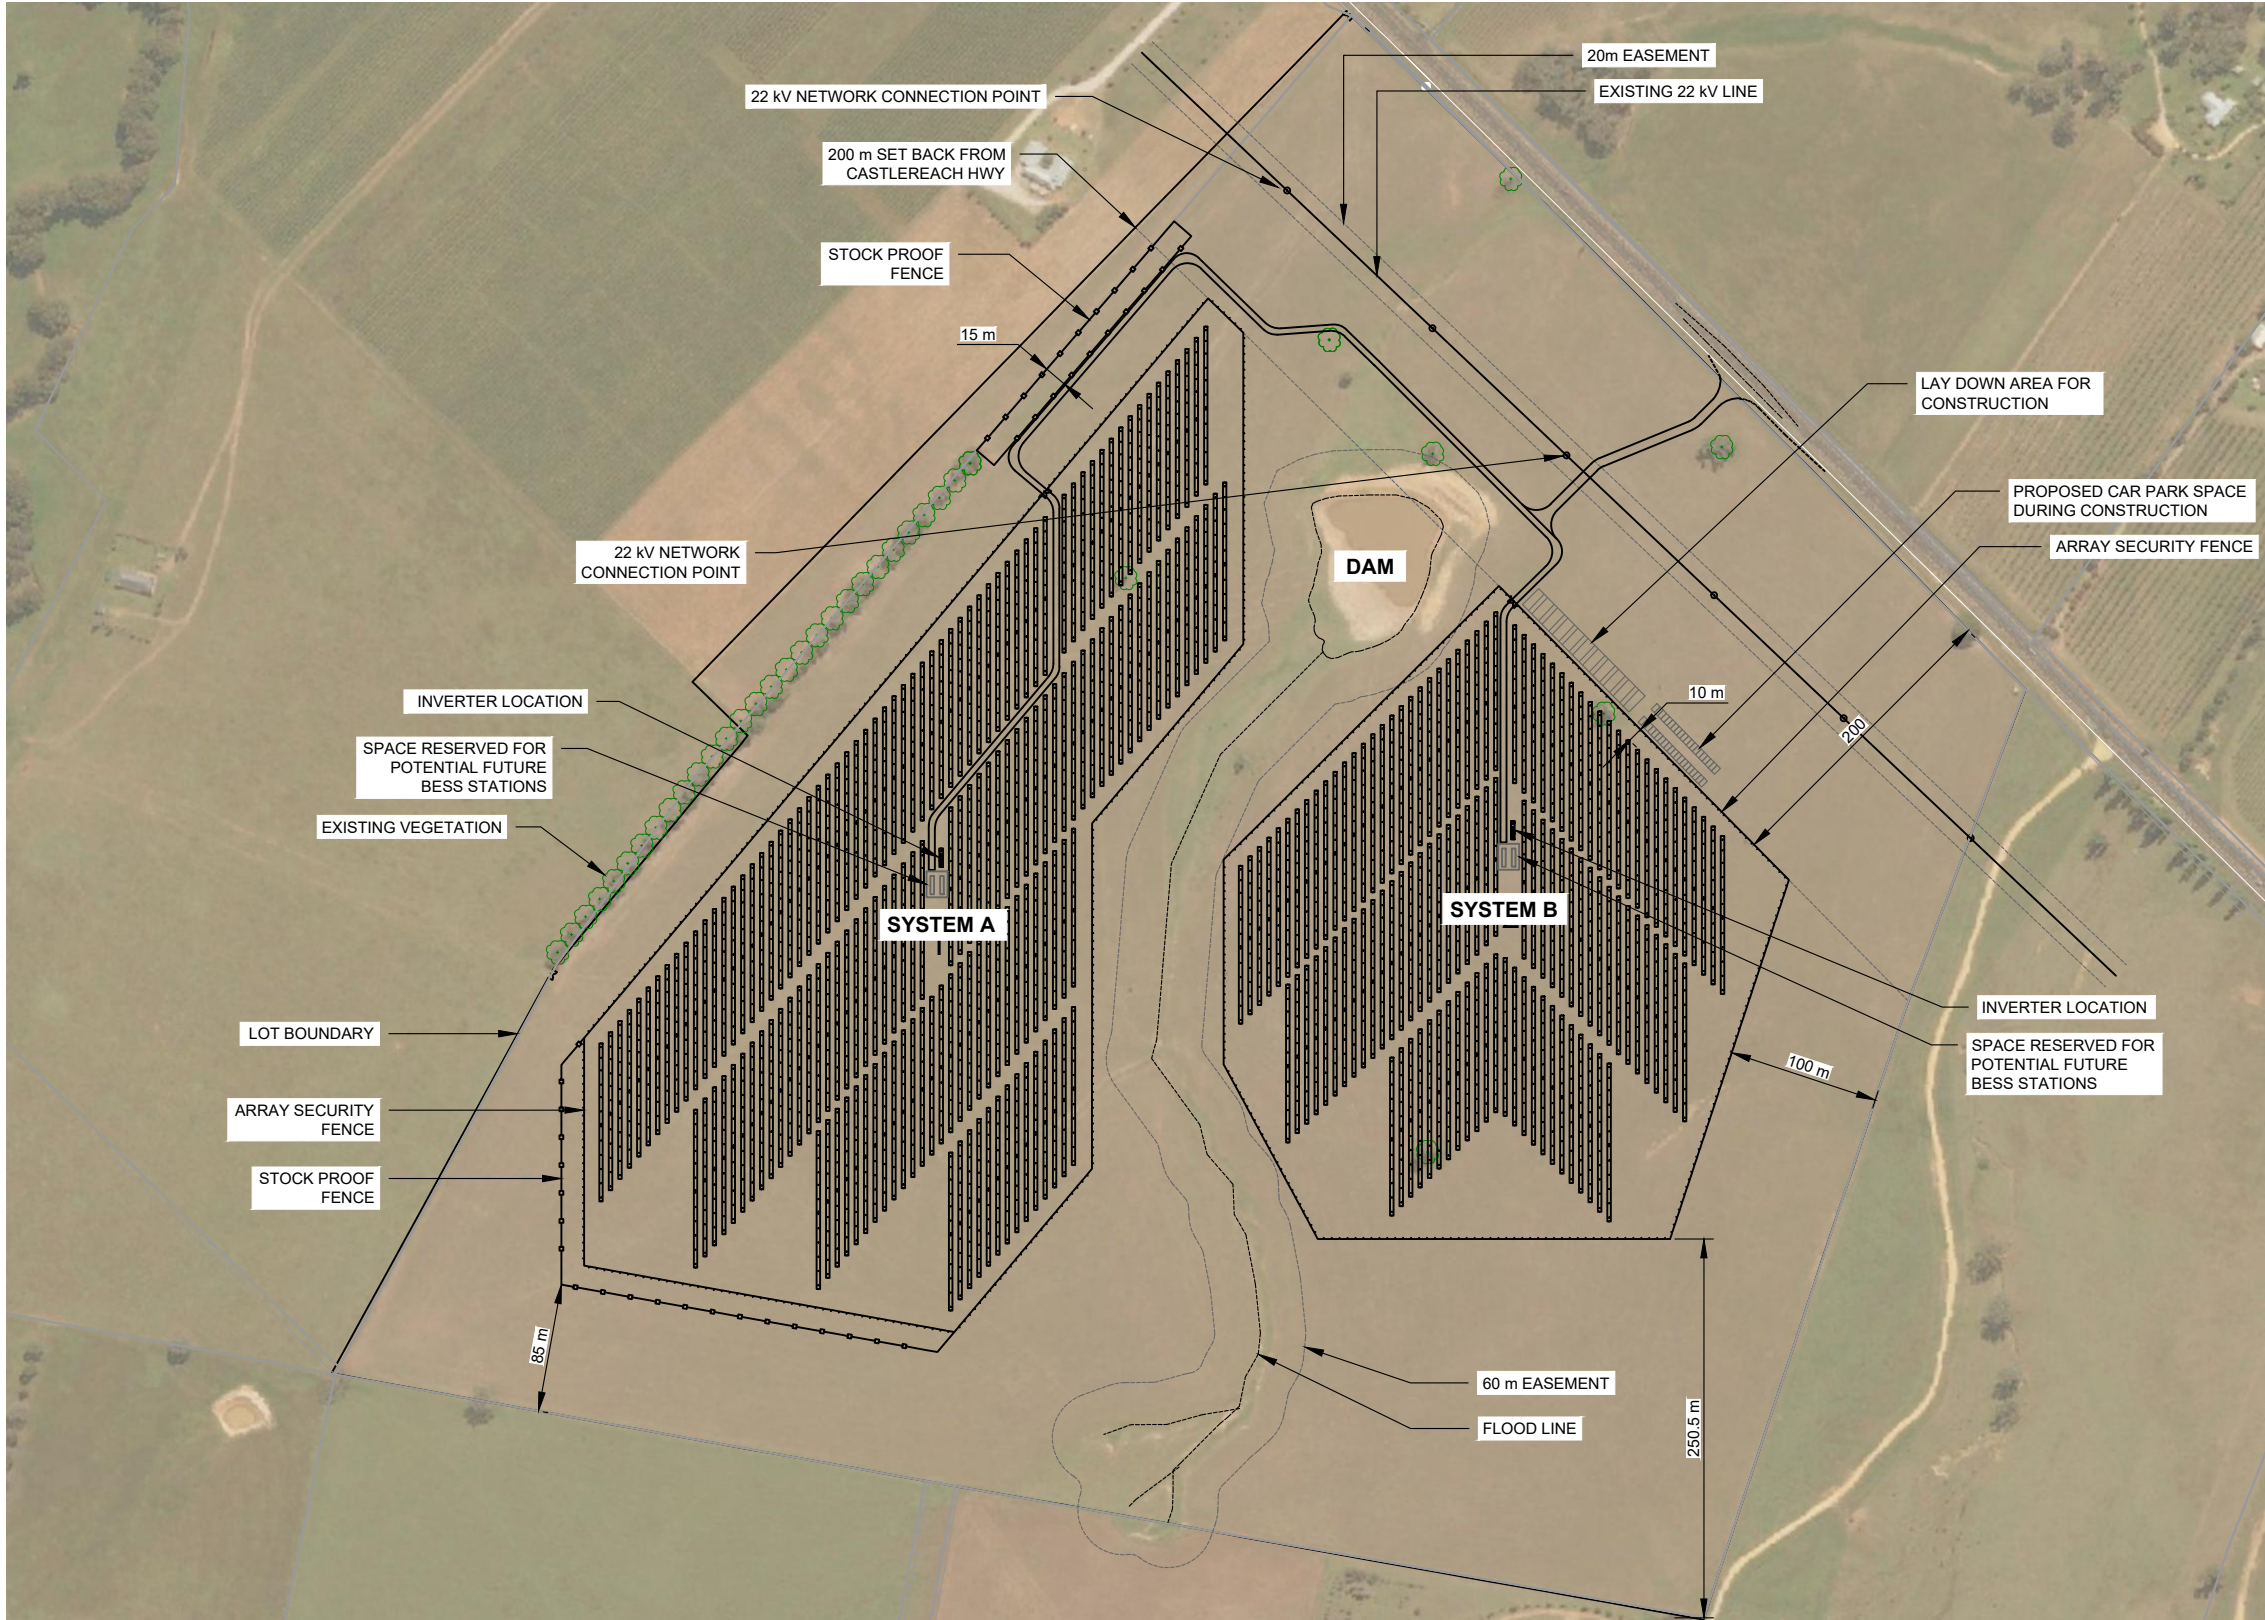 20m EASEMENT
EXISTING 22 kV LINE
22 kV NETWORK CONNECTION POINT
200 m SET BACK FROM
CASTLEREACH HWY
STOCK PROOF
FENCE
15 m
LAY DOWN AREA FOR
CONSTRUCTION
PROPOSED CAR PARK SPACE
DURING CONSTRUCTION
ARRAY SECURITY FENCE
22 kV NETWORK
CONNECTION POINT
DAM
10 m
200
INVERTER LOCATION
SPACE RESERVED FOR
POTENTIAL FUTURE
BESS STATIONS
EXISTING VEGETATION
SYSTEM A
SYSTEM B
INVERTER LOCATION
SPACE RESERVED FOR
POTENTIAL FUTURE
BESS STATIONS
LOT BOUNDARY
100 m
ARRAY SECURITY
FENCE
STOCK PROOF
FENCE
85 m
60 m EASEMENT
FLOOD LINE
250.5 m